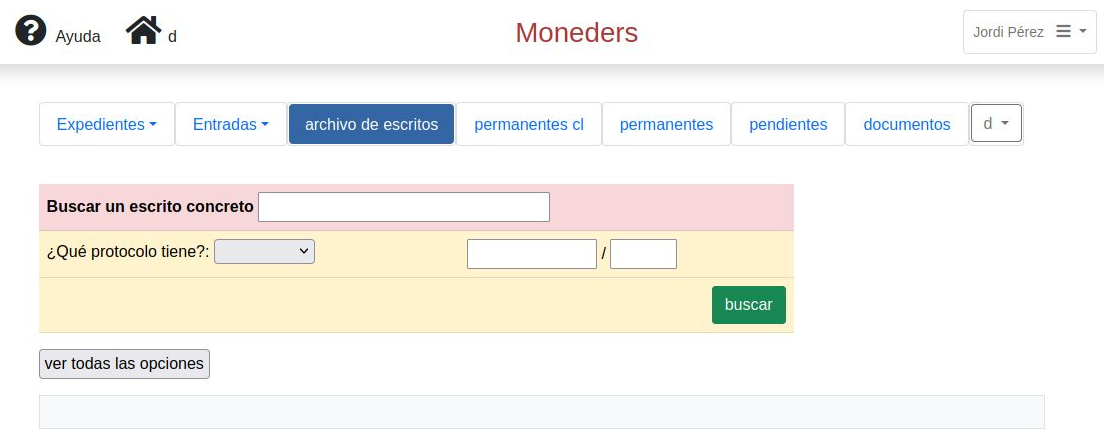 Ayuda d Moneders Jordi Pérez
Expedientes Entradas archivo de escritos permanentes cl permanentes pendientes documentos d
Buscar un escrito concreto
¿Qué protocolo tiene?: /
buscar
ver todas las opciones